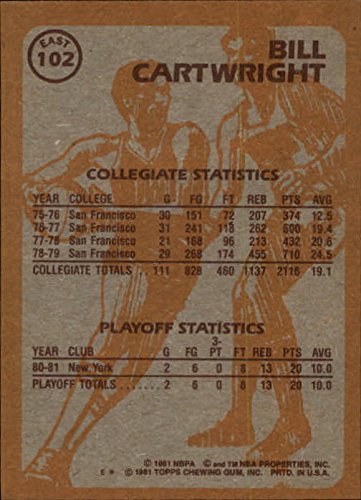 EAST
102
BILL
CARTWRIGHT
COLLEGIATE STATISTICS
YEAR COLLEGE G FG FT REB PTS AVG
75-76 San Francisco 30 151 72 207 374 12.5
76-77 San Francisco 31 241 118 262 600 19.4
77-78 San Francisco 21 168 96 213 432 20.6
78-79 San Francisco 29 268 174 455 710 24.5
COLLEGIATE TOTALS .. 111 828 460 1137 2116 19.1
PLAYOFF STATISTICS
YEAR CLUB G FG 3-PT FT REB PTS AVG
80-81 New York 2 6 0 8 13 20 10.0
PLAYOFF TOTALS ...... 2 6 0 8 13 20 10.0
© 1981 NBPA © and TM NBA PROPERTIES, INC.
E * © 1981 TOPPS CHEWING GUM, INC. PRTD. IN U.S.A.